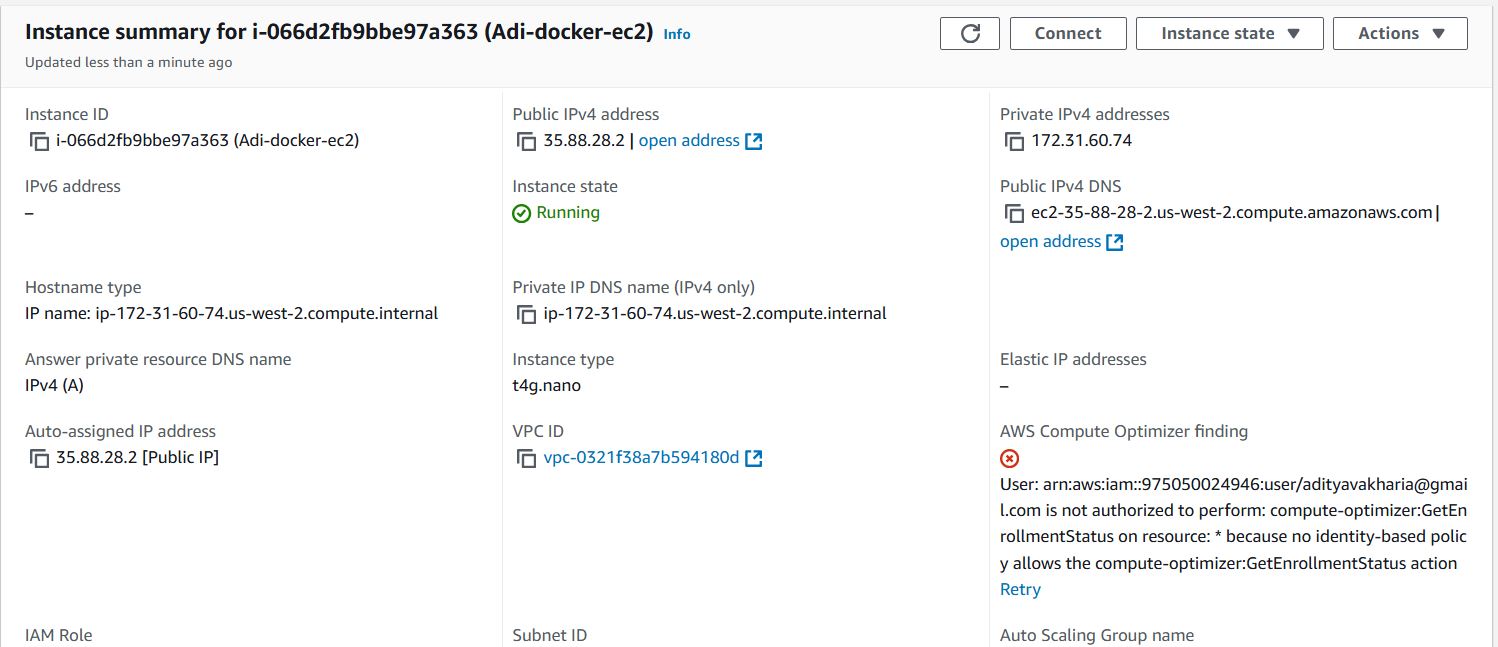 Instance summary for i-066d2fb9bbe97a363 (Adi-docker-ec2) Info
Updated less than a minute ago
Connect
Instance state
Actions
Instance ID
i-066d2fb9bbe97a363 (Adi-docker-ec2)
Public IPv4 address
35.88.28.2 | open address
Private IPv4 addresses
172.31.60.74
IPv6 address
–
Instance state
Running
Public IPv4 DNS
ec2-35-88-28-2.us-west-2.compute.amazonaws.com |
open address
Hostname type
IP name: ip-172-31-60-74.us-west-2.compute.internal
Private IP DNS name (IPv4 only)
ip-172-31-60-74.us-west-2.compute.internal
Answer private resource DNS name
IPv4 (A)
Instance type
t4g.nano
Elastic IP addresses
–
Auto-assigned IP address
35.88.28.2 [Public IP]
VPC ID
vpc-0321f38a7b594180d
AWS Compute Optimizer finding
User: arn:aws:iam::975050024946:user/adityavakharia@gmai
l.com is not authorized to perform: compute-optimizer:GetEn
rollmentStatus on resource: * because no identity-based polic
y allows the compute-optimizer:GetEnrollmentStatus action
Retry
IAM Role
Subnet ID
Auto Scaling Group name